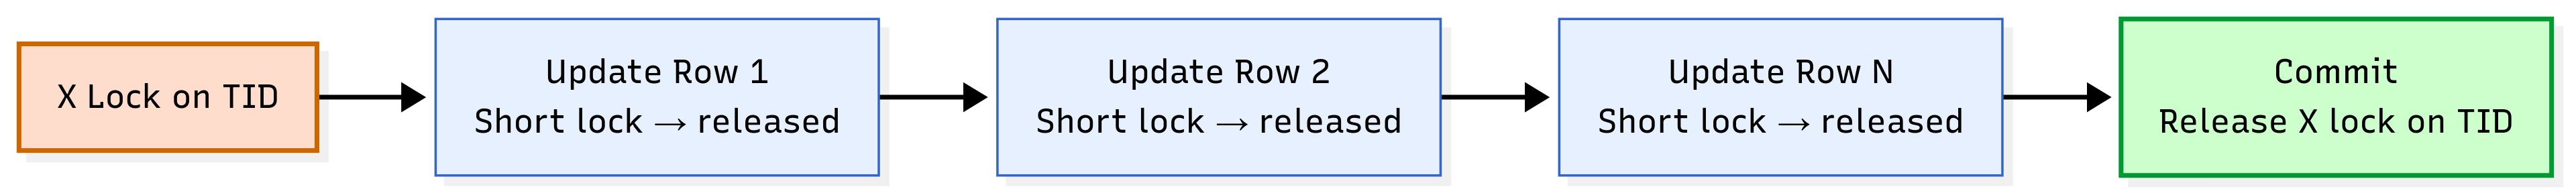 X Lock on TID
Update Row 1
Short lock → released
Update Row 2
Short lock → released
Update Row N
Short lock → released
Commit
Release X lock on TID